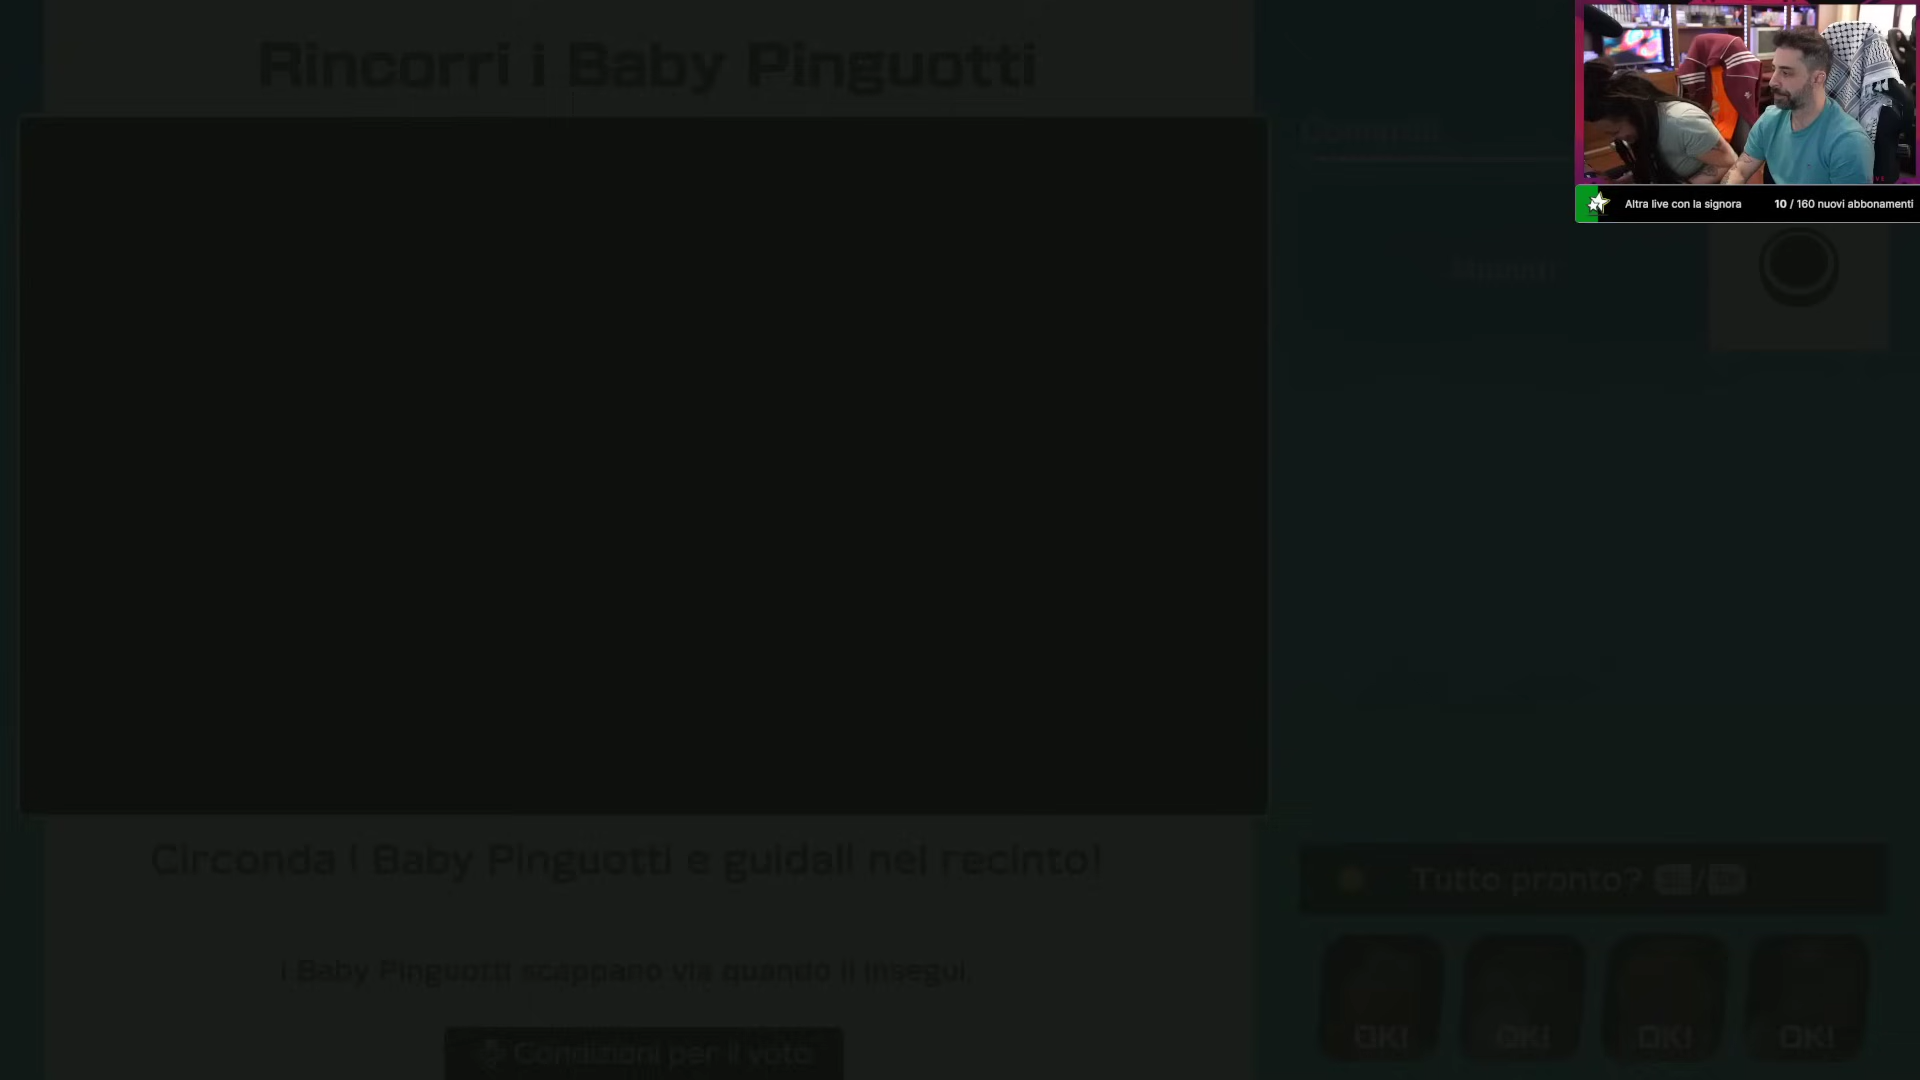 Rincorri i Baby Pinguotti
Comandi
Altra live con la signora 10 / 160 nuovi abbonamenti
Circonda i Baby Pinguotti e guidali nel recinto!
Tutto pronto?
I Baby Pinguotti scappano via quando li insegui.
OK! OK! OK! OK!
Condizioni per il voto